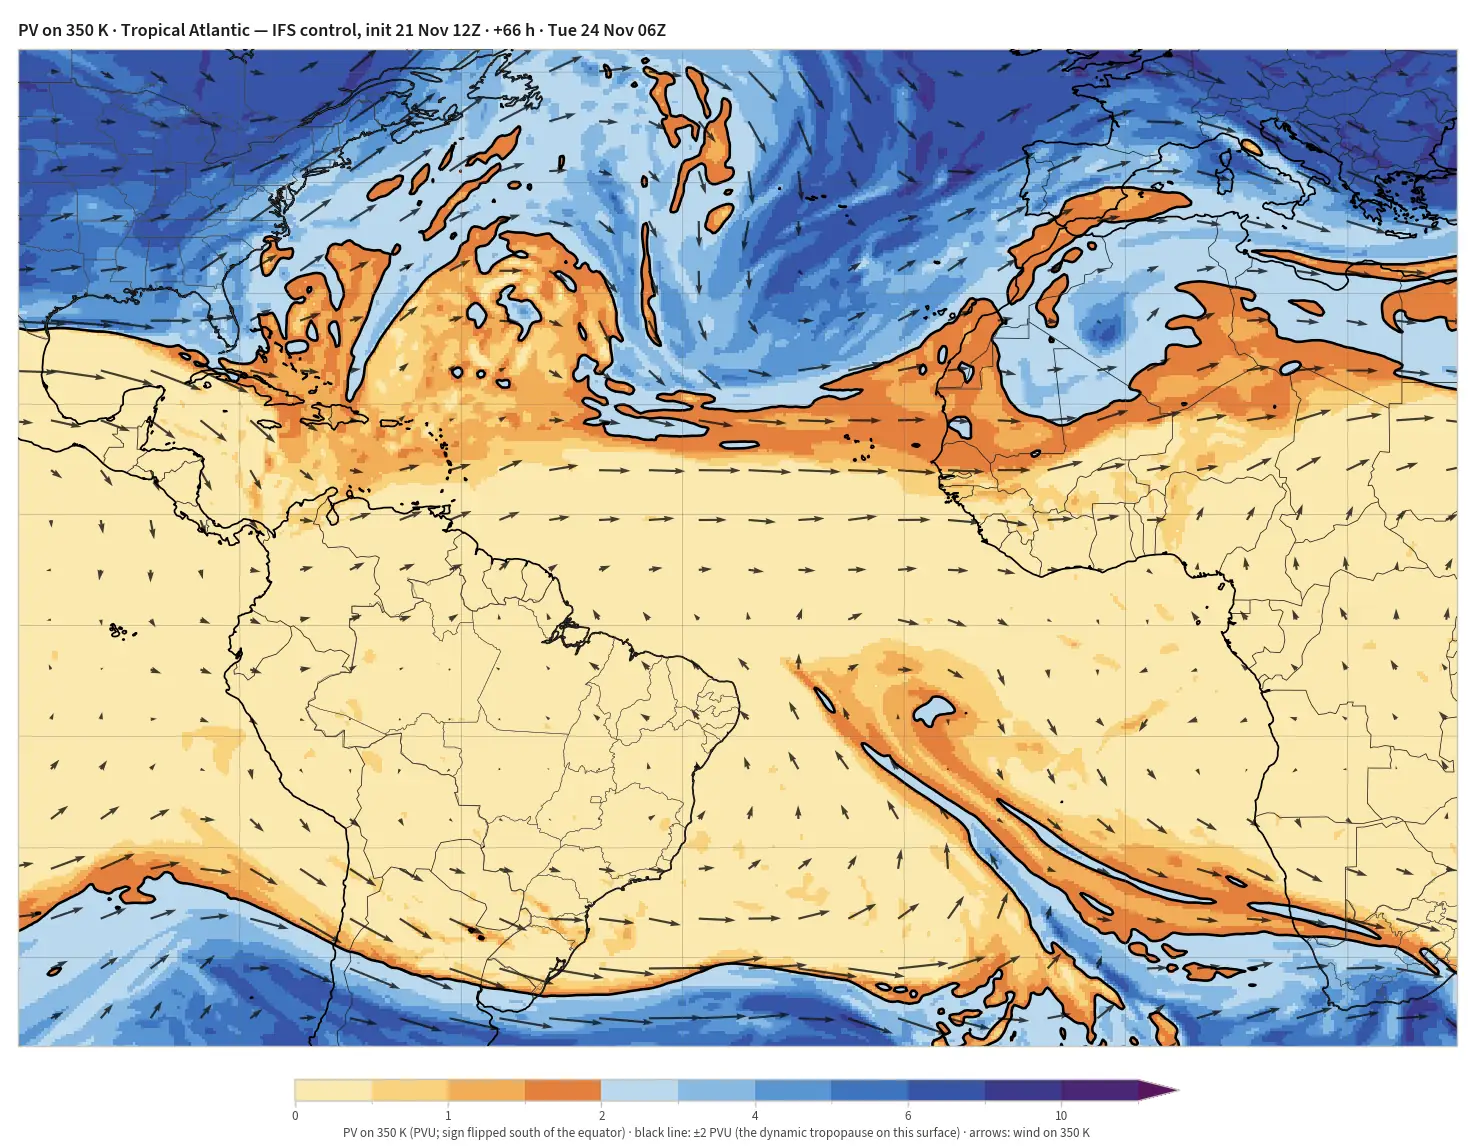 PV on 350 K · Tropical Atlantic — IFS control, init 21 Nov 12Z · +66 h · Tue 24 Nov 06Z
0 1 2 4 6 10
PV on 350 K (PVU; sign flipped south of the equator) · black line: ±2 PVU (the dynamic tropopause on this surface) · arrows: wind on 350 K